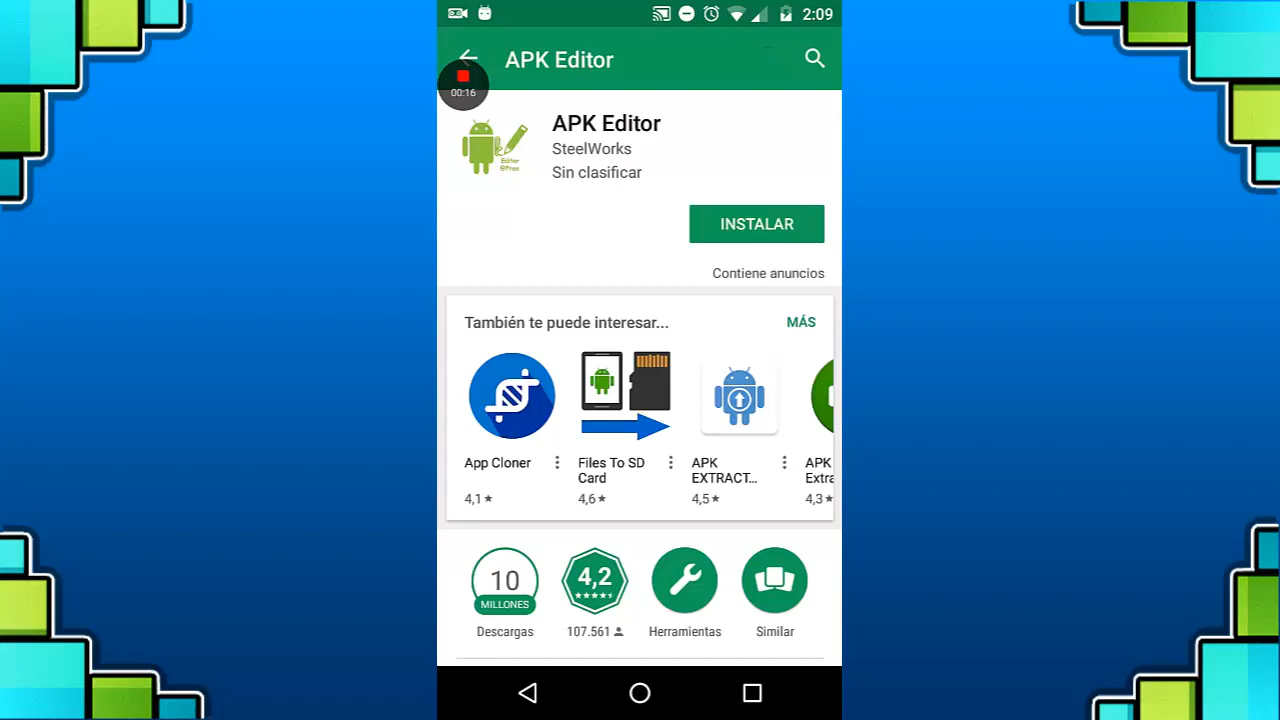 2:09
APK Editor
00:16
APK Editor
SteelWorks
Sin clasificar
INSTALAR
Contiene anuncios
También te puede interesar...
MÁS
App Cloner
4,1★
Files To SD
Card
4,6★
APK
EXTRACT...
4,5★
APK
Extra
4,3★
10
MILLONES
Descargas
4,2
107.561
Herramientas
Similar